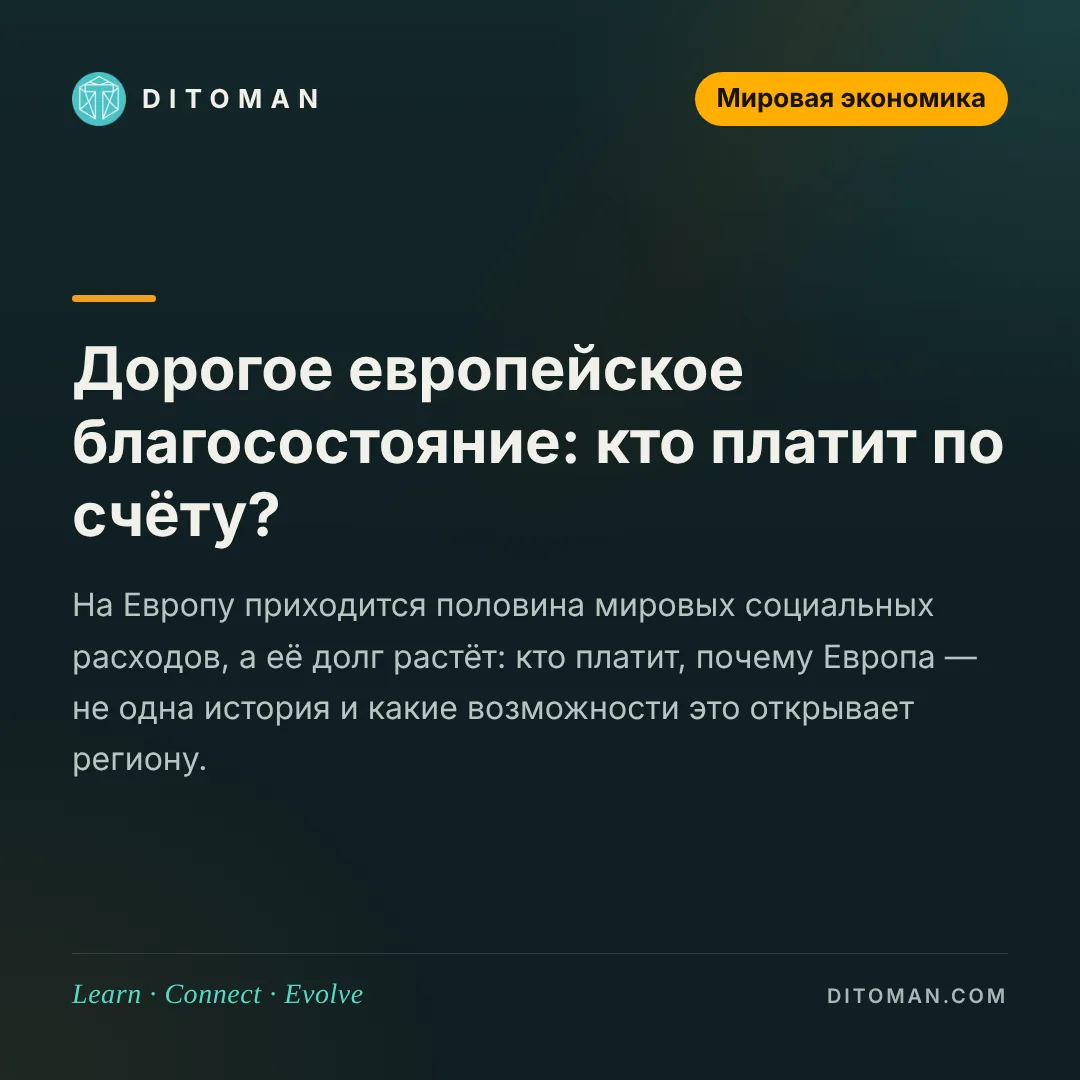 DITOMAN
Мировая экономика
Дорогое европейское
благосостояние: кто платит по
счёту?
На Европу приходится половина мировых социальных
расходов, а её долг растёт: кто платит, почему Европа —
не одна история и какие возможности это открывает
региону.
Learn · Connect · Evolve
DITOMAN.COM